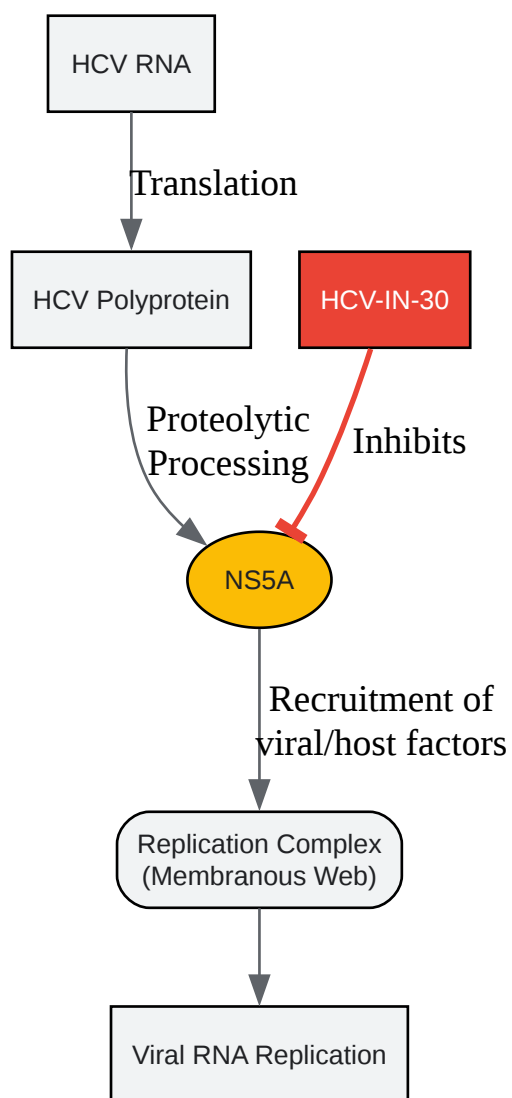 HCV RNA
Translation
HCV Polyprotein
HCV-IN-30
Proteolytic
Processing
Inhibits
NS5A
Recruitment of
viral/host factors
Replication Complex
(Membranous Web)
Viral RNA Replication